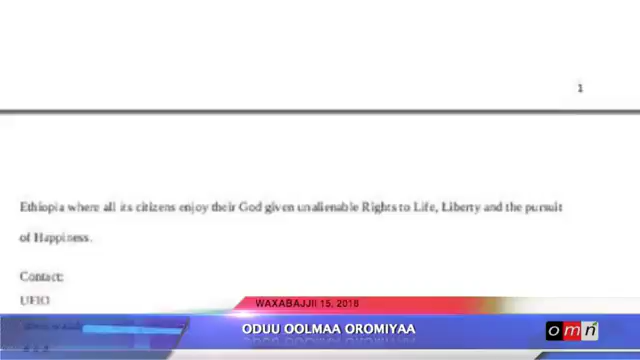 1
Ethiopia where all its citizens enjoy their God given unalienable Rights to Life, Liberty and the pursuit
of Happiness.
Contact:
WAXABAJJII 15, 2018
ODUU OOLMAA OROMIYAA
omn